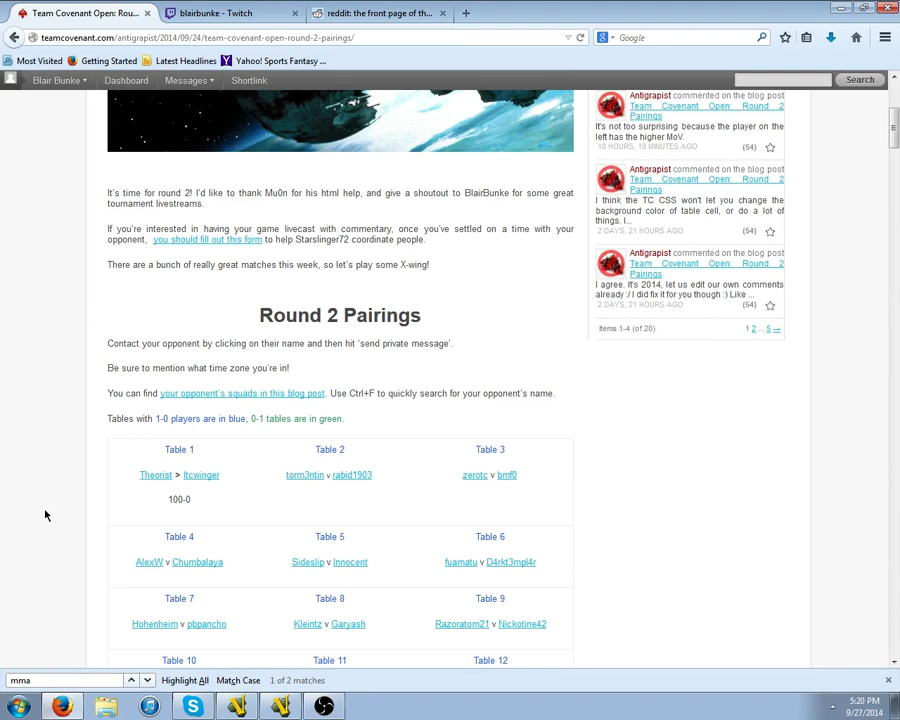 Team Covenant Open: Rou...
blairbunke - Twitch
reddit: the front page of th...
teamcovenant.com/antigrapist/2014/09/24/team-covenant-open-round-2-pairings/
Google
Most Visited
Getting Started
Latest Headlines
Yahoo! Sports Fantasy ...
Blair Bunke
Dashboard
Messages
Shortlink
Search
It's time for round 2! I'd like to thank Mu0n for his html help, and give a shoutout to BlairBunke for some great
tournament livestreams.
If you're interested in having your game livecast with commentary, once you've settled on a time with your
opponent, you should fill out this form to help Starslinger72 coordinate people.
There are a bunch of really great matches this week, so let's play some X-wing!
Round 2 Pairings
Contact your opponent by clicking on their name and then hit 'send private message'.
Be sure to mention what time zone you're in!
You can find your opponent's squads in this blog post. Use Ctrl+F to quickly search for your opponent's name.
Tables with 1-0 players are in blue, 0-1 tables are in green.
Table 1 Table 2 Table 3
Theorist > Itcwinger torm3ntin v rabid1903 zerotc v bmf0
100-0
Table 4 Table 5 Table 6
AlexW v Chumbalaya Sideslip v Innocent fuamatu v D4rkt3mpl4r
Table 7 Table 8 Table 9
Hohenheim v pbpancho Kleintz v Garyash Razoratom21 v Nickotine42
Table 10 Table 11 Table 12
Antigrapist commented on the blog post
Team Covenant Open: Round 2
Pairings
It's not too surprising because the player on the
left has the higher MoV.
10 HOURS, 18 MINUTES AGO (54)
Antigrapist commented on the blog post
Team Covenant Open: Round 2
Pairings
I think the TC CSS won't let you change the
background color of table cell, or do a lot of
things. I...
2 DAYS, 21 HOURS AGO (54)
Antigrapist commented on the blog post
Team Covenant Open: Round 2
Pairings
I agree. It's 2014, let us edit our own comments
already :/ I did fix it for you though :) Like ...
2 DAYS, 21 HOURS AGO (54)
Items 1-4 (of 20) 1 2 ... 5 →
mma
Highlight All
Match Case
1 of 2 matches
5:20 PM
9/27/2014